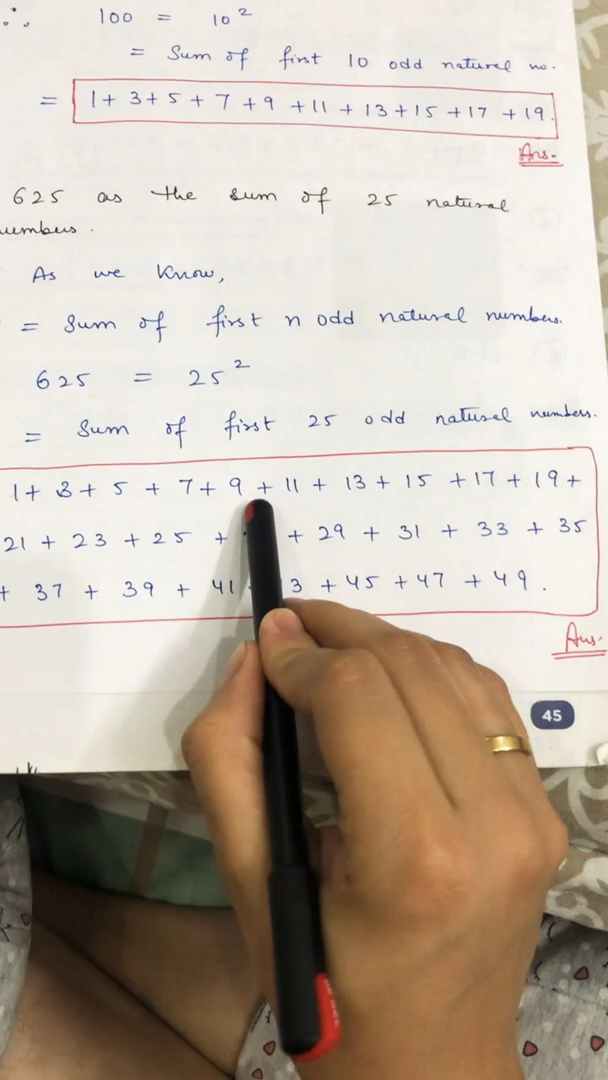 ∴ 100 = 10²
= Sum of first 10 odd natural no.
= 1 + 3 + 5 + 7 + 9 + 11 + 13 + 15 + 17 + 19.
Ans.
625 as the sum of 25 natural
numbers.
As we know,
= Sum of first n odd natural numbers.
625 = 25²
= Sum of first 25 odd natural numbers.
1 + 3 + 5 + 7 + 9 + 11 + 13 + 15 + 17 + 19 +
21 + 23 + 25 + + 29 + 31 + 33 + 35
+ 37 + 39 + 41 3 + 45 + 47 + 49.
Ans.
45